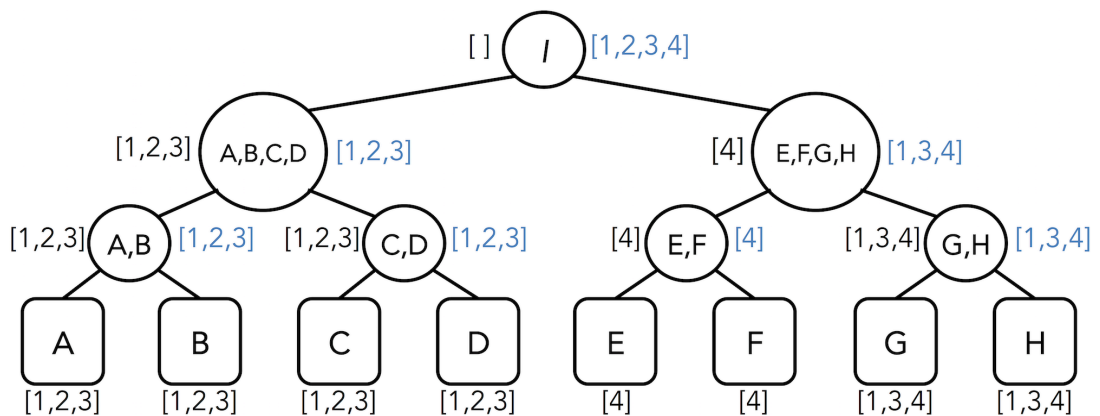 [ ] I [1,2,3,4]
[1,2,3] A,B,C,D [1,2,3] [4] E,F,G,H [1,3,4]
[1,2,3] A,B [1,2,3] [1,2,3] C,D [1,2,3] [4] E,F [4] [1,3,4] G,H [1,3,4]
A B C D E F G H
[1,2,3] [1,2,3] [1,2,3] [1,2,3] [4] [4] [1,3,4] [1,3,4]